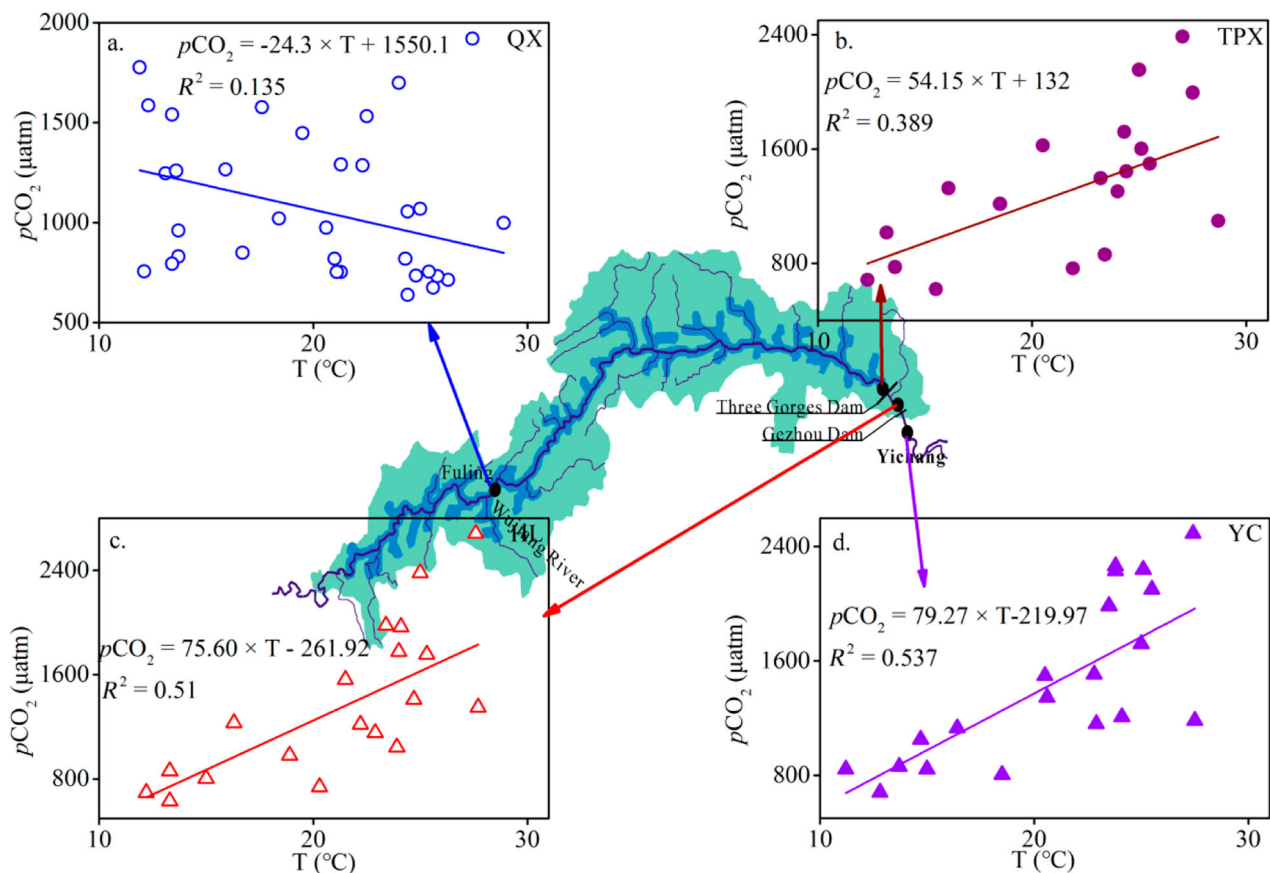 a.
QX
pCO₂ = -24.3 × T + 1550.1
R² = 0.135
2000
1500
1000
500
pCO₂ (µatm)
10
20
30
T (°C)
b.
TPX
pCO₂ = 54.15 × T + 132
R² = 0.389
2400
1600
800
pCO₂ (µatm)
10
20
30
T (°C)
Three Gorges Dam
Gezhou Dam
Yichang
Fuling
Wujiang River
c.
pCO₂ = 75.60 × T - 261.92
R² = 0.51
2400
1600
800
pCO₂ (µatm)
10
20
30
T (°C)
d.
YC
pCO₂ = 79.27 × T-219.97
R² = 0.537
2400
1600
800
pCO₂ (µatm)
10
20
30
T (°C)